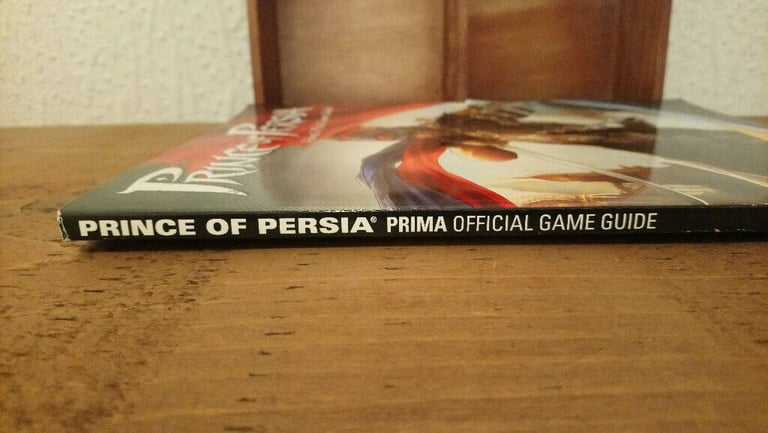 PRINCE OF PERSIA
PRINCE OF PERSIA® PRIMA OFFICIAL GAME GUIDE